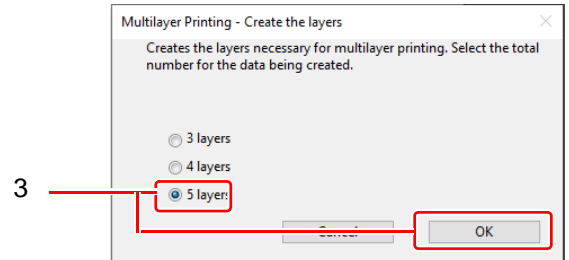 Multilayer Printing - Create the layers
Creates the layers necessary for multilayer printing. Select the total
number for the data being created.
3 layers
4 layers
3
5 layers
Cancel
OK